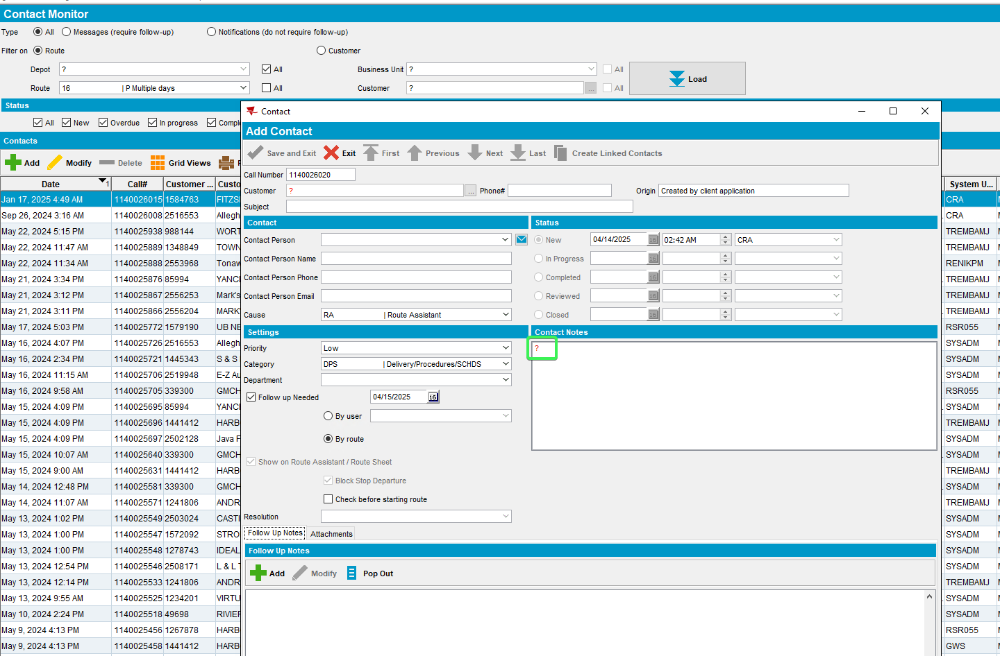 Contact Monitor
Type All Messages (require follow-up) Notifications (do not require follow-up)
Filter on Route Customer
Depot ? All Business Unit ? All
Route 16 | P Multiple days All Customer ? ... All
Load
Status
All New Overdue In progress
Contacts
Add Modify Delete Grid Views
Date 1 Call# Customer ... System U...
Jan 17, 2025 4:49 AM 1140026015 1584763 CRA
Sep 26, 2024 3:16 AM 1140026008 2516553 Allegh CRA
May 22, 2024 5:15 PM 1140025938 988144 WORT TREMBAMJ
May 22, 2024 11:47 AM 1140025889 1348849 TOWN TREMBAMJ
May 22, 2024 11:34 AM 1140025888 2553968 Tonaw RENIKPM
May 21, 2024 3:34 PM 1140025876 85994 YANCI TREMBAMJ
May 21, 2024 3:12 PM 1140025867 2556253 Mark's TREMBAMJ
May 21, 2024 3:11 PM 1140025866 2556204 MARK' TREMBAMJ
May 17, 2024 5:03 PM 1140025772 1579190 UB NE RSR055
May 16, 2024 4:07 PM 1140025726 2516553 Allegh SYSADM
May 16, 2024 2:34 PM 1140025721 1445343 S & S SYSADM
May 16, 2024 11:15 AM 1140025706 2519948 E-Z Au SYSADM
May 16, 2024 9:58 AM 1140025705 339300 GMCH RSR055
May 15, 2024 4:09 PM 1140025695 85994 YANCI SYSADM
May 15, 2024 4:09 PM 1140025696 1441412 HARB TREMBAMJ
May 15, 2024 4:09 PM 1140025697 2502128 Java F SYSADM
May 15, 2024 10:07 AM 1140025640 339300 GMCH SYSADM
May 15, 2024 9:00 AM 1140025631 1441412 HARB TREMBAMJ
May 14, 2024 12:48 PM 1140025581 339300 GMCH SYSADM
May 14, 2024 11:07 AM 1140025571 1241806 ANDR TREMBAMJ
May 13, 2024 1:02 PM 1140025549 2503024 CASTI SYSADM
May 13, 2024 1:00 PM 1140025547 1572092 STRO SYSADM
May 13, 2024 1:00 PM 1140025548 1278743 IDEAL SYSADM
May 13, 2024 12:54 PM 1140025546 2508171 L & L T SYSADM
May 13, 2024 12:14 PM 1140025533 1241806 ANDR TREMBAMJ
May 13, 2024 9:55 AM 1140025525 1234201 VIRTU SYSADM
May 10, 2024 2:24 PM 1140025518 49698 RIVIER SYSADM
May 9, 2024 4:13 PM 1140025456 1267878 HARB RSR055
May 9, 2024 4:13 PM 1140025458 1441412 HARB GWS
Contact
Add Contact
Save and Exit Exit First Previous Next Last Create Linked Contacts
Call Number 1140026020
Customer ? ... Phone# Origin Created by client application
Subject
Contact
Contact Person
Contact Person Name
Contact Person Phone
Contact Person Email
Cause RA | Route Assistant
Status
New 04/14/2025 16 02:42 AM CRA
In Progress 16
Completed 16
Reviewed 16
Closed 16
Settings
Priority Low
Category DPS | Delivery/Procedures/SCHDS
Department
Follow up Needed 04/15/2025 16
By user
By route
Show on Route Assistant / Route Sheet
Block Stop Departure
Check before starting route
Resolution
Contact Notes
?
Follow Up Notes Attachments
Follow Up Notes
Add Modify Pop Out